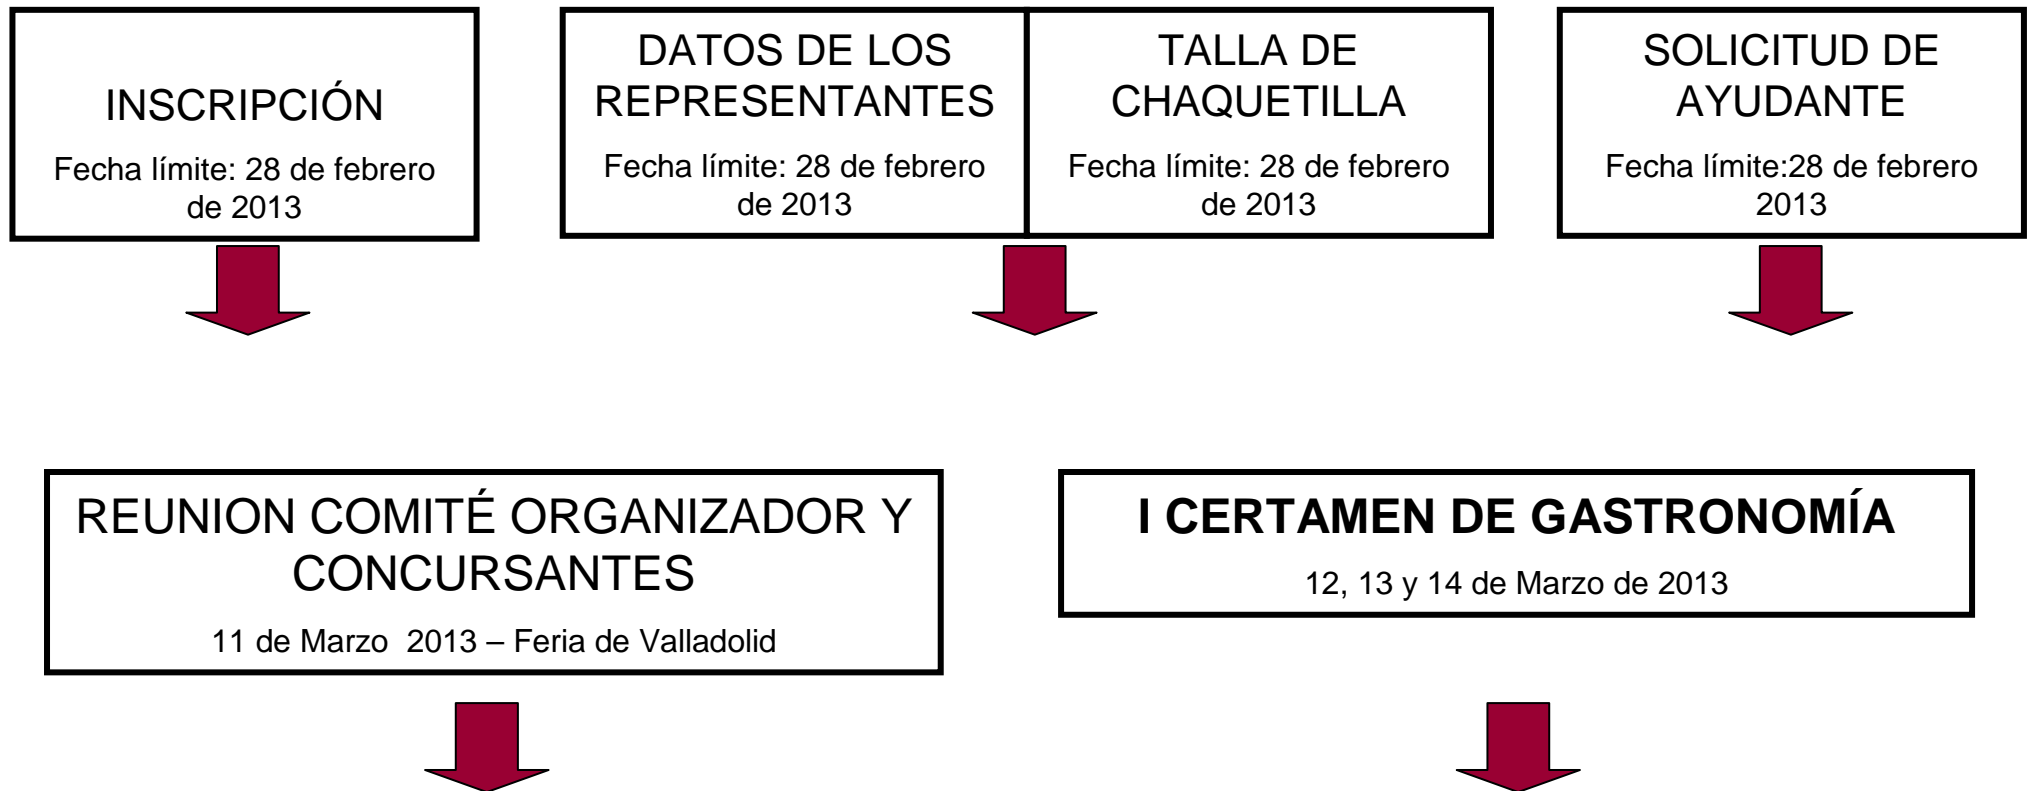 INSCRIPCIÓN
Fecha límite: 28 de febrero
de 2013
DATOS DE LOS
REPRESENTANTES
Fecha límite: 28 de febrero
de 2013
TALLA DE
CHAQUETILLA
Fecha límite: 28 de febrero
de 2013
SOLICITUD DE
AYUDANTE
Fecha límite:28 de febrero
2013
REUNION COMITÉ ORGANIZADOR Y
CONCURSANTES
11 de Marzo  2013 – Feria de Valladolid
I CERTAMEN DE GASTRONOMÍA
12, 13 y 14 de Marzo de 2013